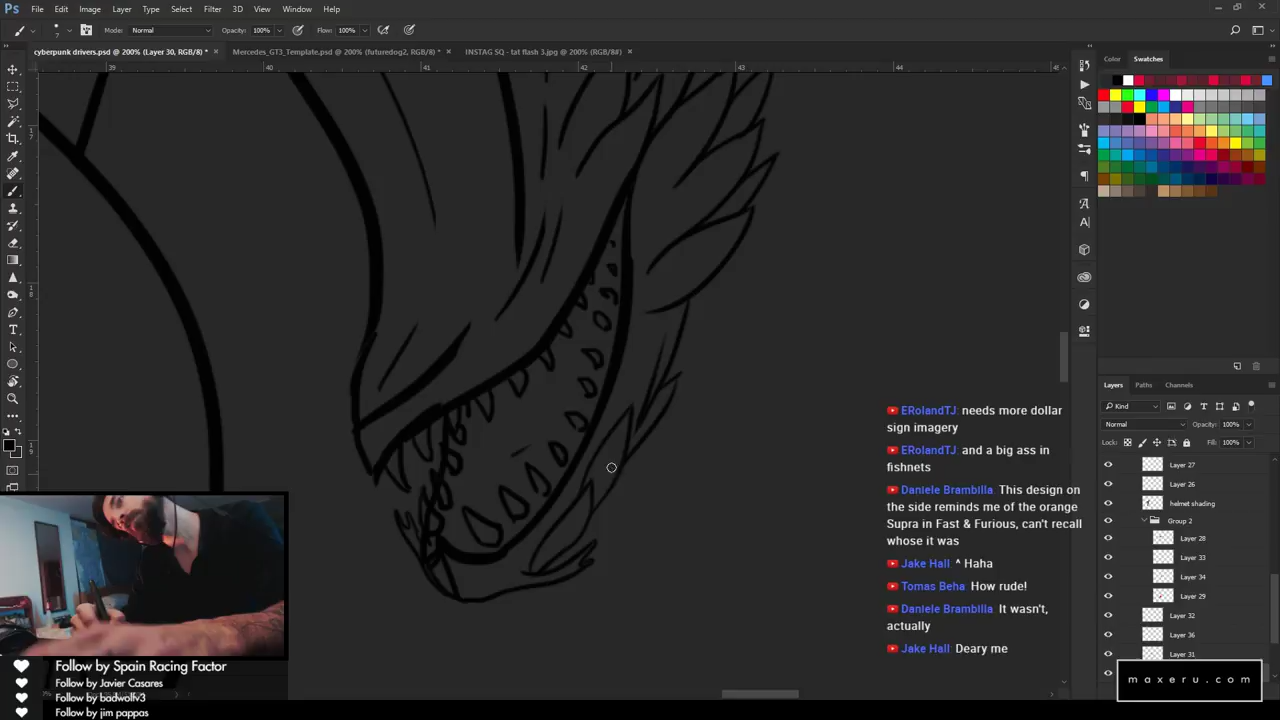 Ps File Edit Image Layer Type Select Filter 3D View Window Help
Mode: Normal Opacity: 100% Flow: 100%
cyberpunk drivers.psd @ 200% (Layer 30, RGB/8) * × Mercedes_GT3_Template.psd @ 200% (futuredog2, RGB/8) * × INSTAG SQ - tat flash 3.jpg @ 200% (RGB/8#) ×
39 40 41 42 43 44
17
18
19
Color Swatches
Layers Paths Channels
Kind
Normal Opacity: 100%
Lock: Fill: 100%
Layer 27
Layer 26
helmet shading
Group 2
Layer 28
Layer 33
Layer 34
Layer 29
Layer 32
Layer 36
Layer 31
ERolandTJ needs more dollar
sign imagery
ERolandTJ and a big ass in
fishnets
Daniele Brambilla This design on
the side reminds me of the orange
Supra in Fast & Furious, can't recall
whose it was
Jake Hall ^ Haha
Tomas Beha How rude!
Daniele Brambilla It wasn't,
actually
Jake Hall Deary me
Follow by Spain Racing Factor
Follow by Javier Casares
Follow by badwolfv3
Follow by jim pappas
maxeru.com